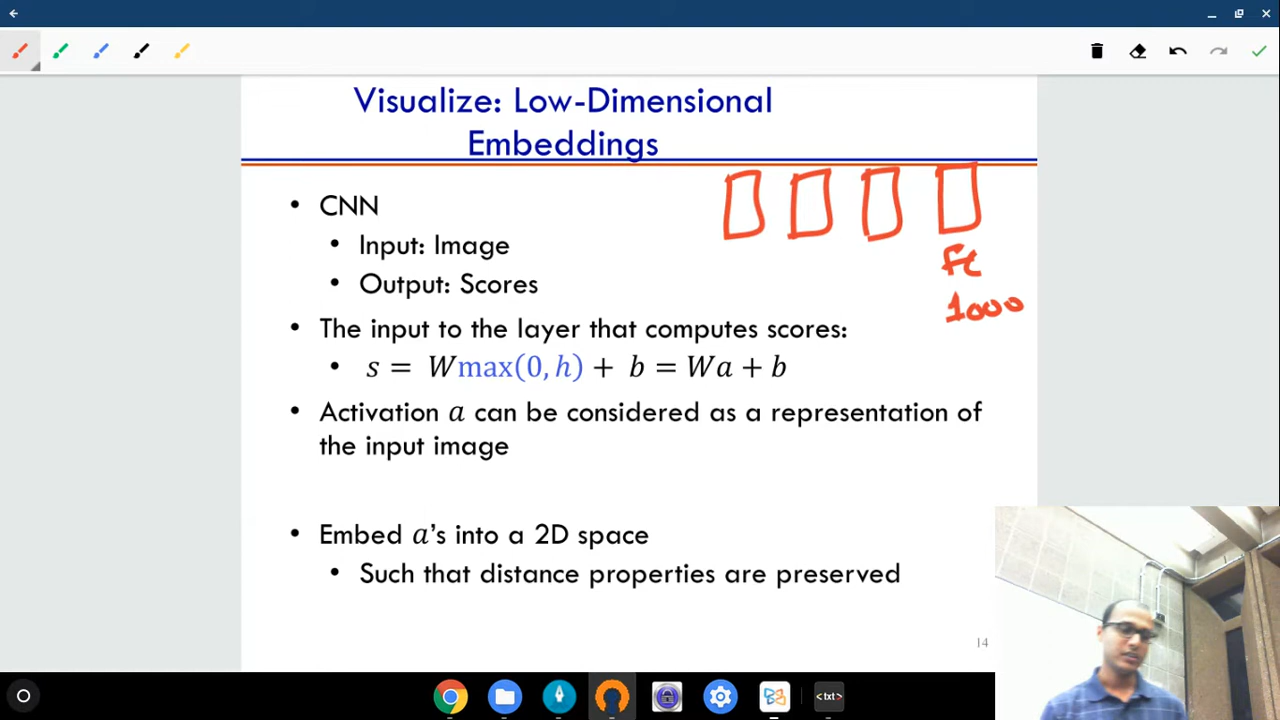 Visualize: Low-Dimensional
Embeddings
• CNN
• Input: Image
• Output: Scores
fc
1000
• The input to the layer that computes scores:
• s = Wmax(0, h) + b = Wa + b
• Activation a can be considered as a representation of
the input image
• Embed a's into a 2D space
• Such that distance properties are preserved
14
<txt>